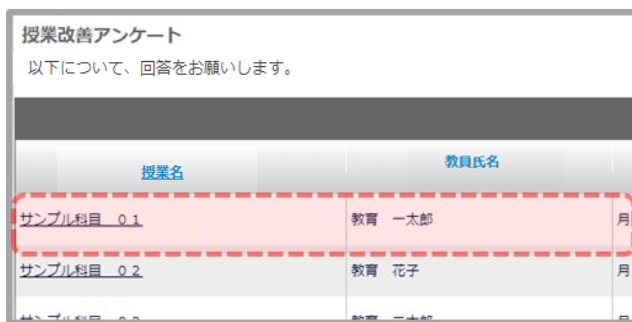 授業改善アンケート
以下について、回答をお願いします。
授業名 教員氏名
サンプル科目　０１ 教育　一太郎 月
サンプル科目　０２ 教育　花子 月